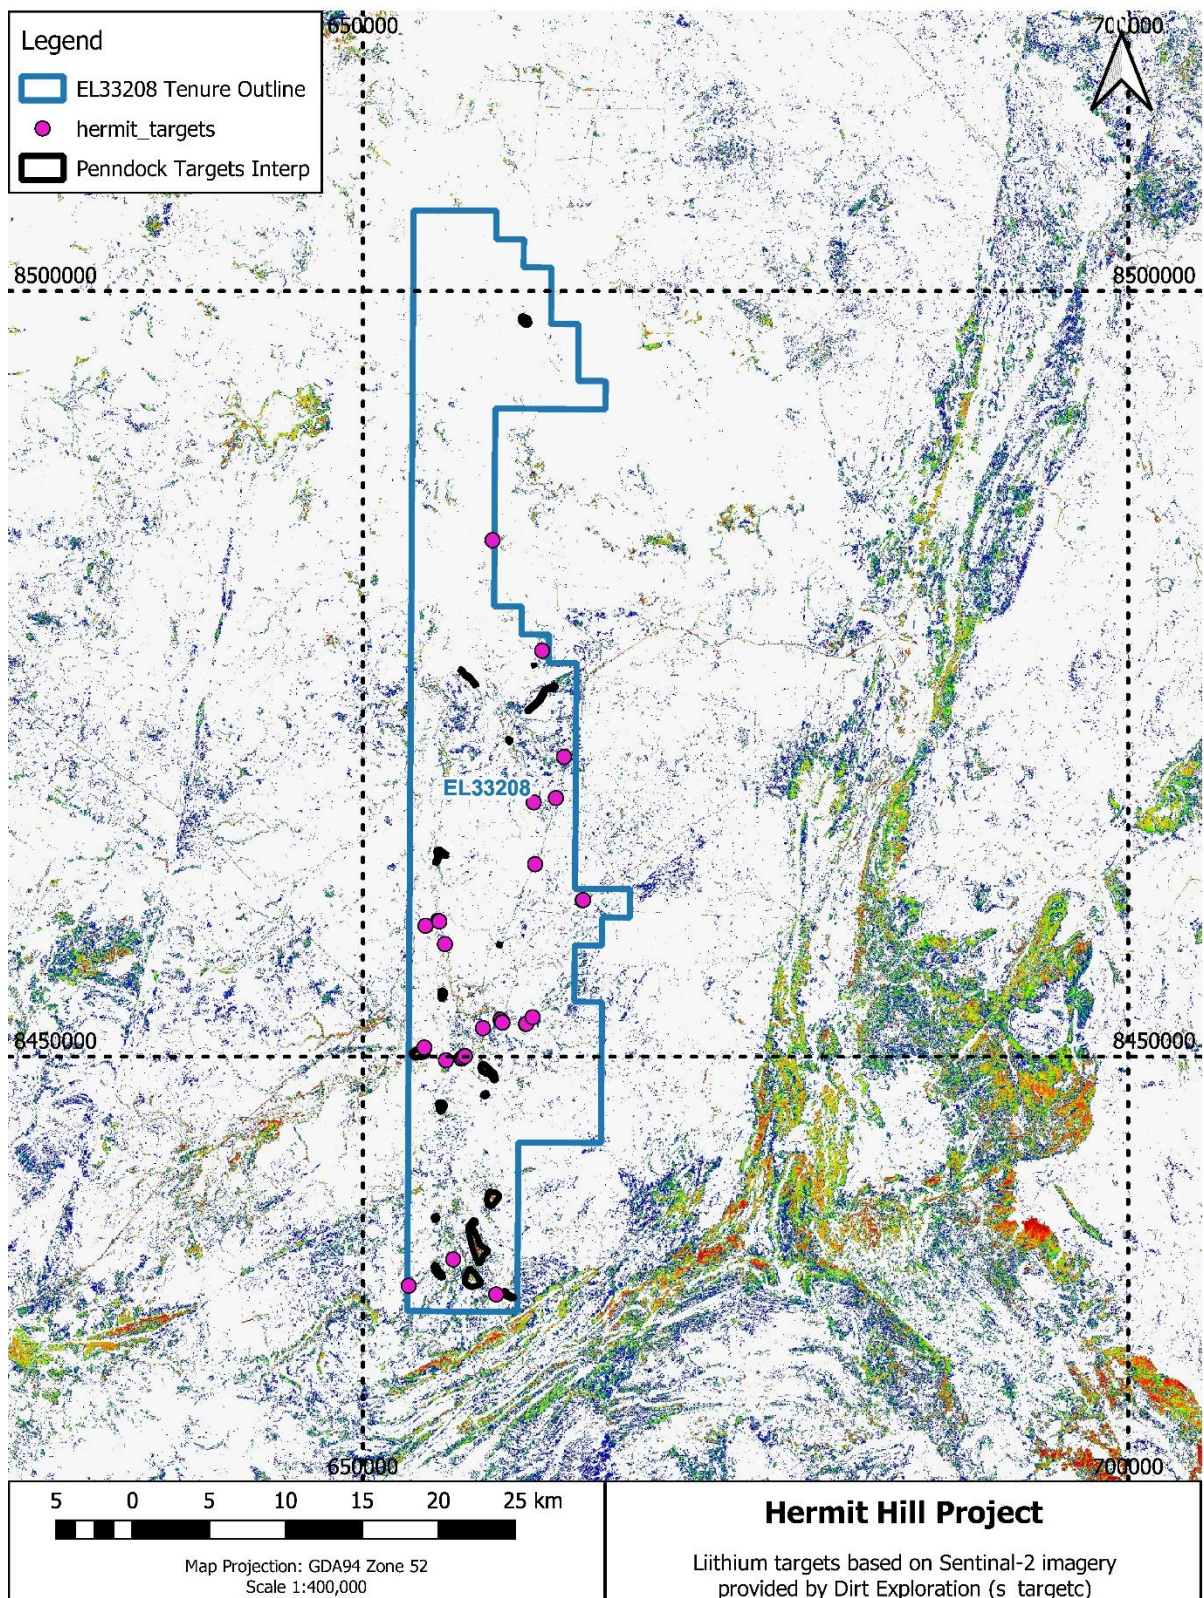 Legend
EL33208 Tenure Outline
hermit_targets
Penndock Targets Interp
650000
700000
8500000
8500000
EL33208
8450000
8450000
650000
700000
5 0 5 10 15 20 25 km
Map Projection: GDA94 Zone 52
Scale 1:400,000
Hermit Hill Project
Liithium targets based on Sentinal-2 imagery
provided by Dirt Exploration (s_targetc)